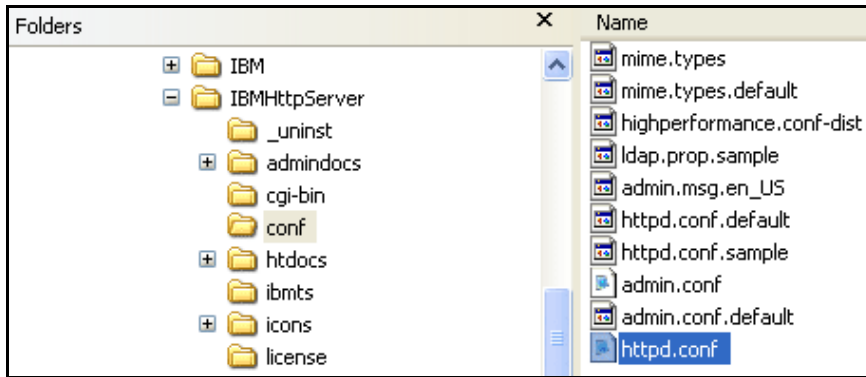 Folders
IBM
IBMHttpServer
_uninst
admindocs
cgi-bin
conf
htdocs
ibmts
icons
license
Name
mime.types
mime.types.default
highperformance.conf-dist
ldap.prop.sample
admin.msg.en_US
httpd.conf.default
httpd.conf.sample
admin.conf
admin.conf.default
httpd.conf